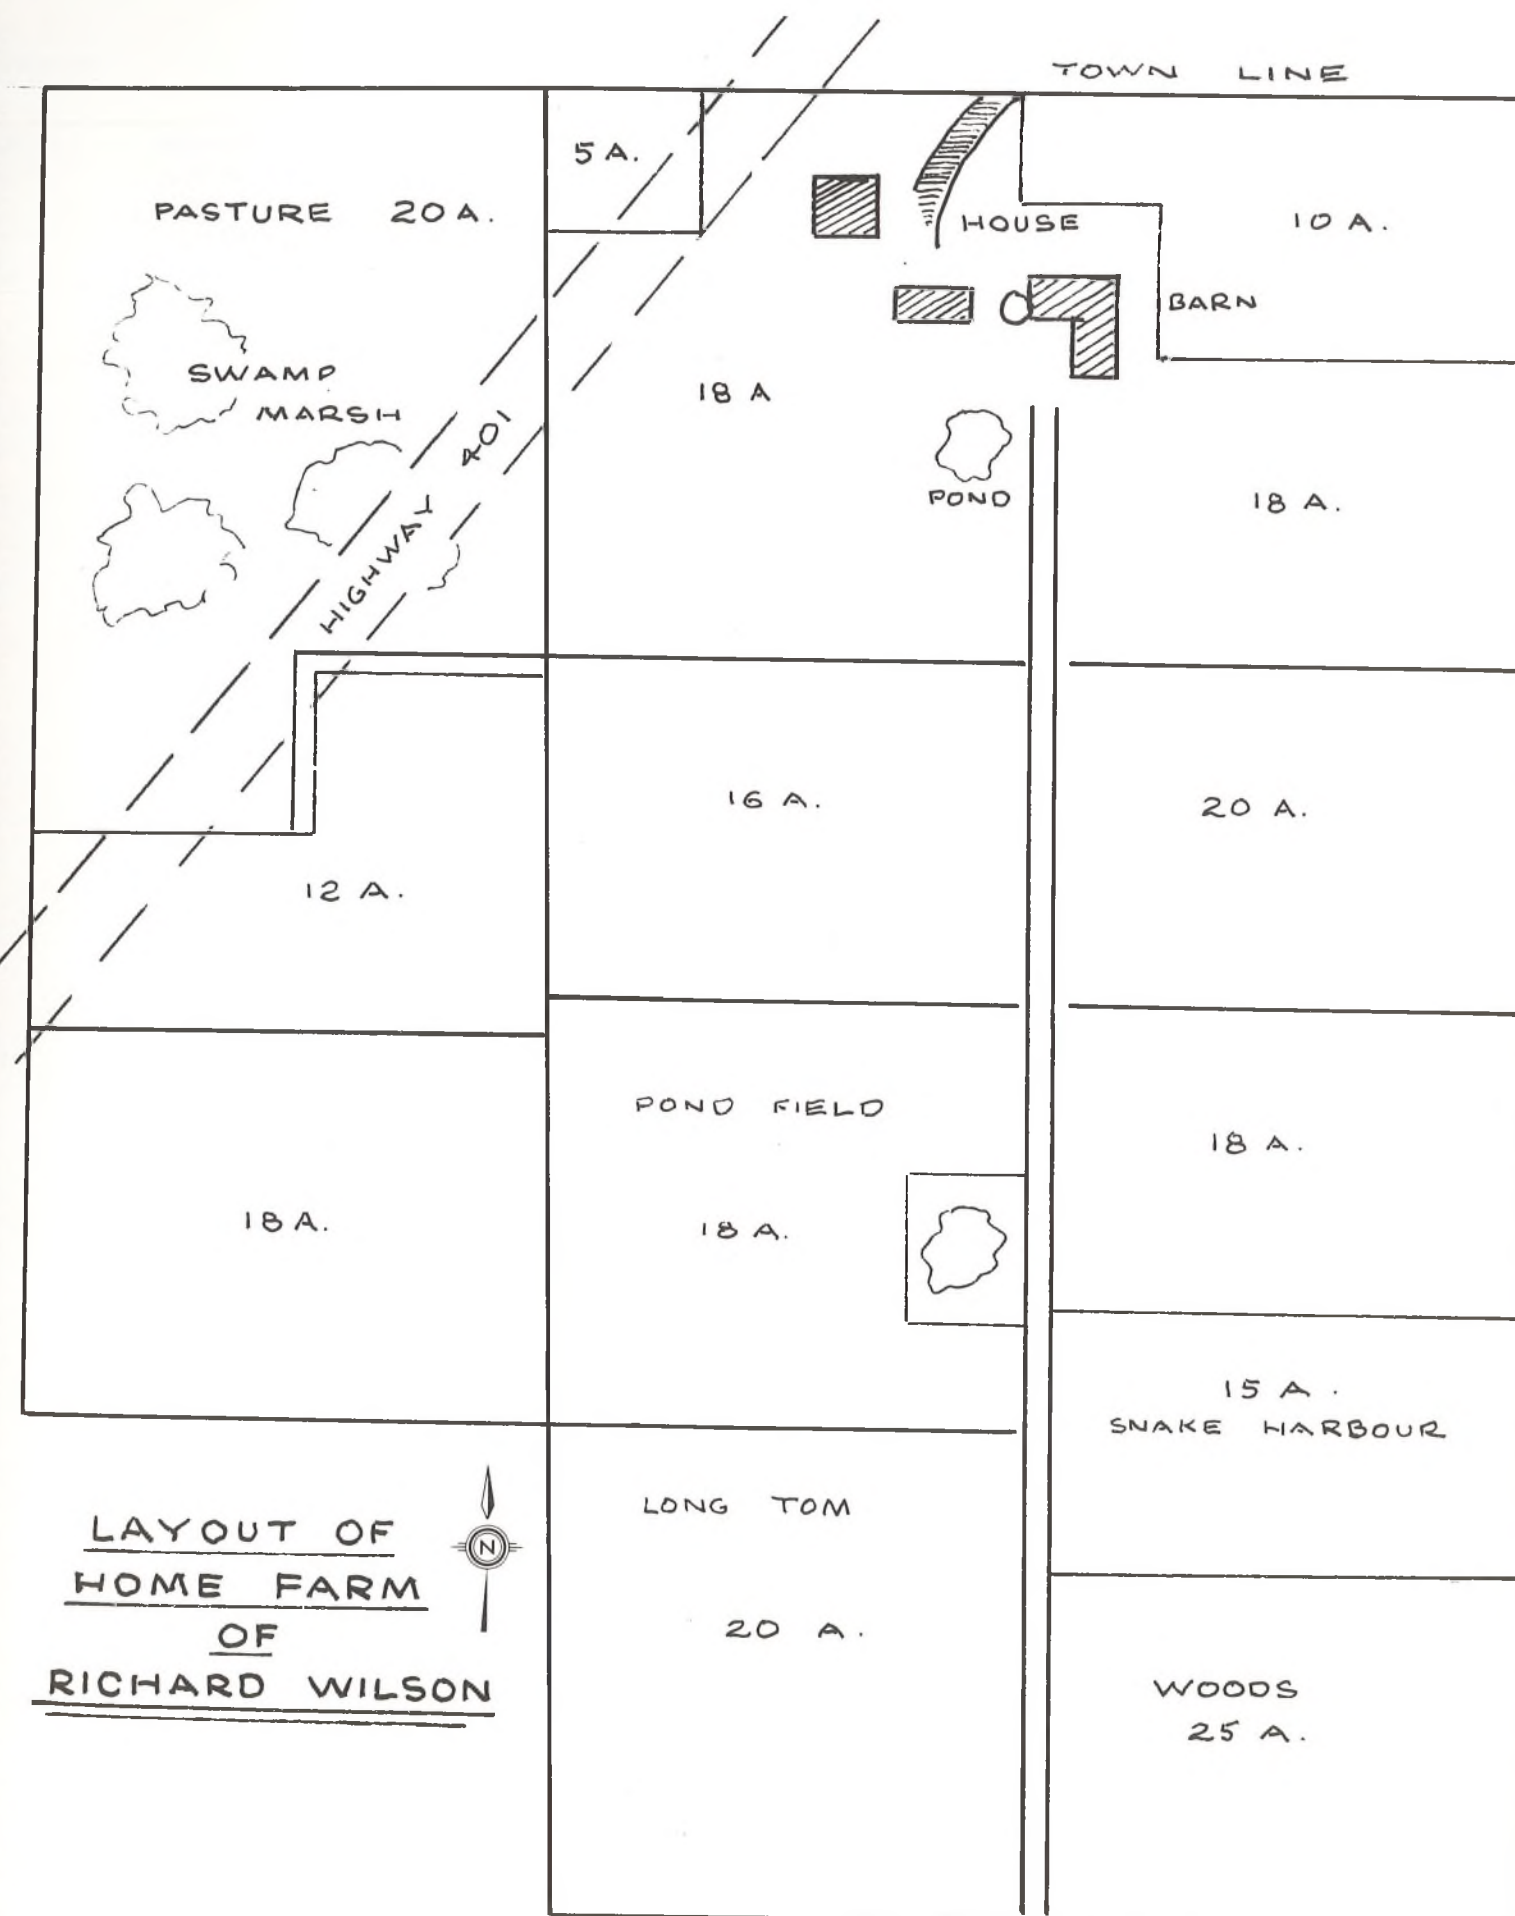 TOWN LINE
5 A.
PASTURE 20 A.
HOUSE
10 A.
BARN
SWAMP
MARSH
HIGHWAY 401
18 A
POND
18 A.
16 A.
20 A.
12 A.
POND FIELD
18 A.
18 A.
18 A.
15 A.
SNAKE HARBOUR
LONG TOM
20 A.
WOODS
25 A.
LAYOUT OF
HOME FARM
OF
RICHARD WILSON
N